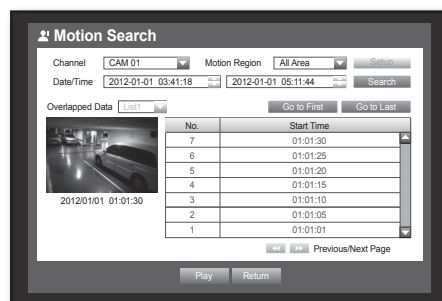 Motion Search
Channel CAM 01 Motion Region All Area Setup
Date/Time 2012-01-01 03:41:18 2012-01-01 05:11:44 Search
Overlapped Data List1 Go to First Go to Last
No. Start Time
7 01:01:30
6 01:01:25
5 01:01:20
4 01:01:15
3 01:01:10
2 01:01:05
1 01:01:01
2012/01/01 01:01:30
Previous/Next Page
Play Return